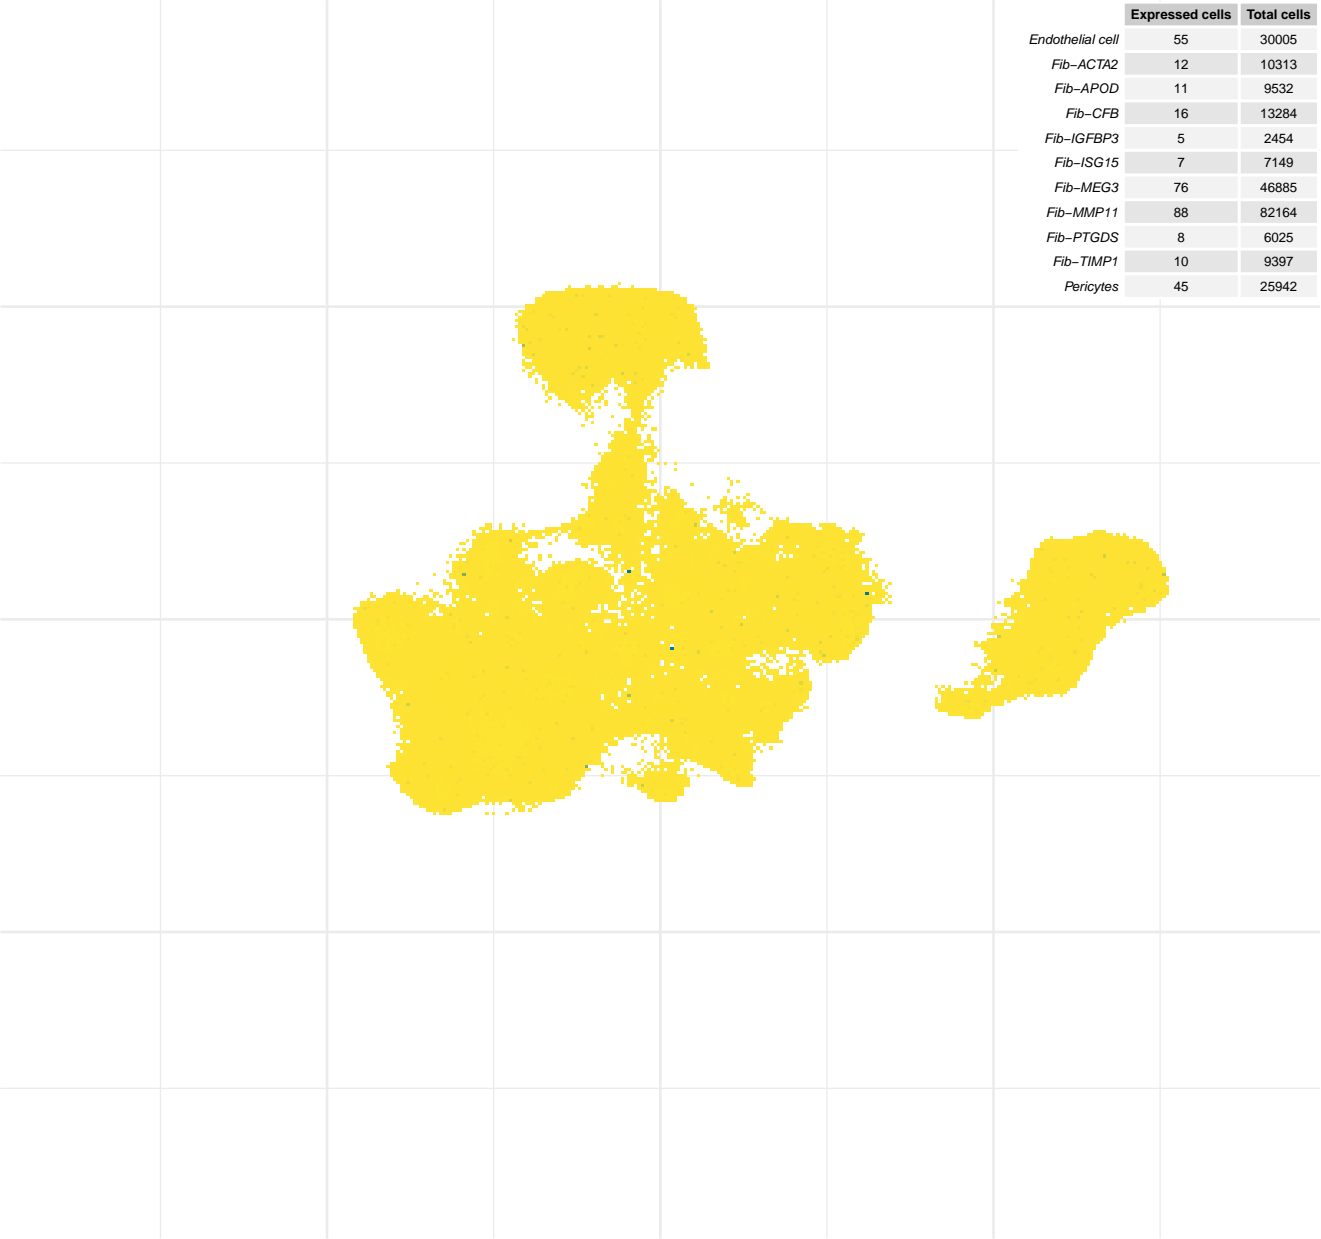 Expressed cells Total cells
Endothelial cell 55 30005
Fib−ACTA2 12 10313
Fib−APOD 11 9532
Fib−CFB 16 13284
Fib−IGFBP3 5 2454
Fib−ISG15 7 7149
Fib−MEG3 76 46885
Fib−MMP11 88 82164
Fib−PTGDS 8 6025
Fib−TIMP1 10 9397
Pericytes 45 25942